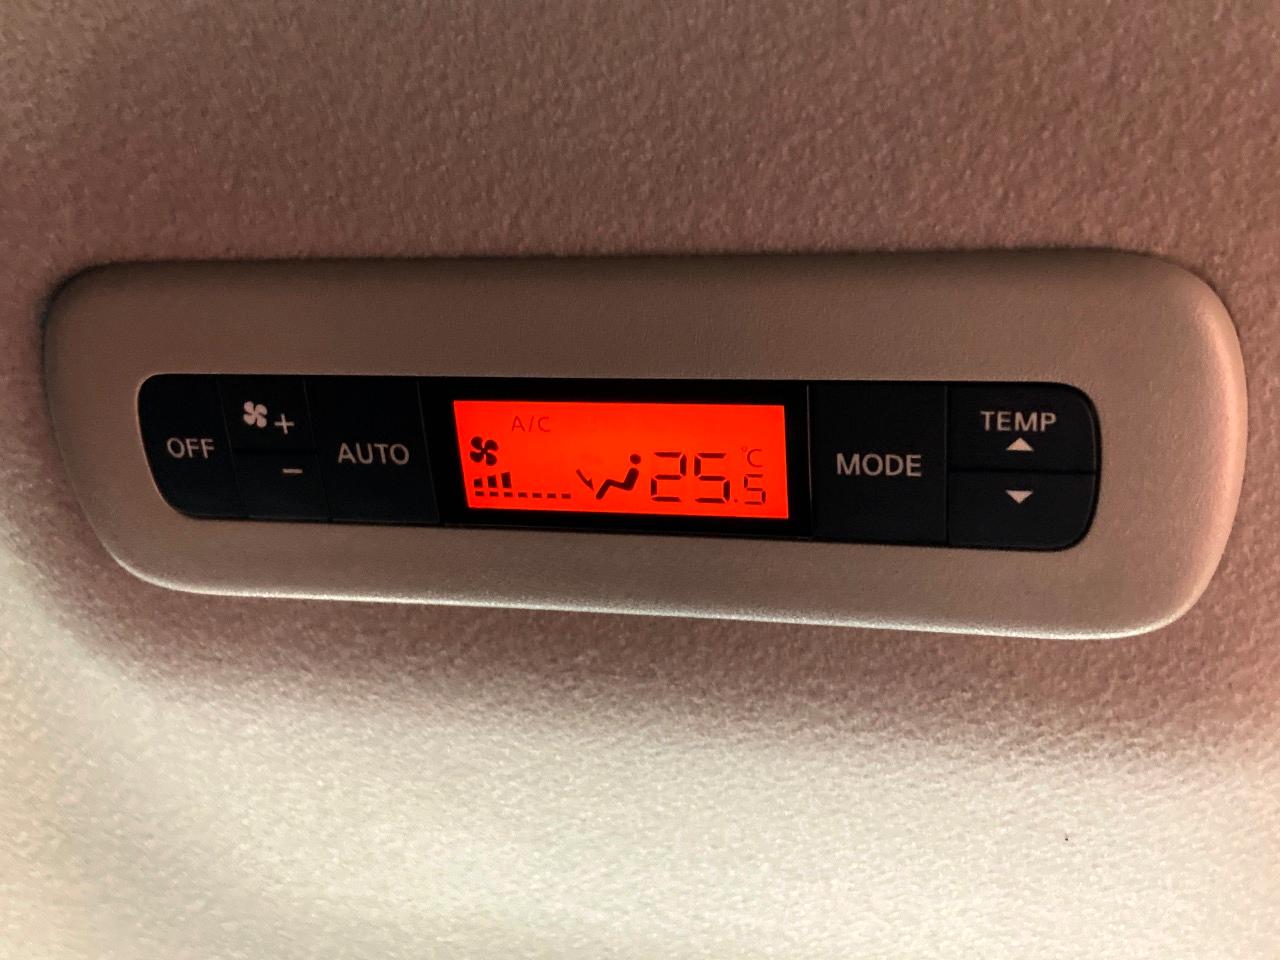 OFF
+
-
AUTO
A/C
25.5 °C
MODE
TEMP